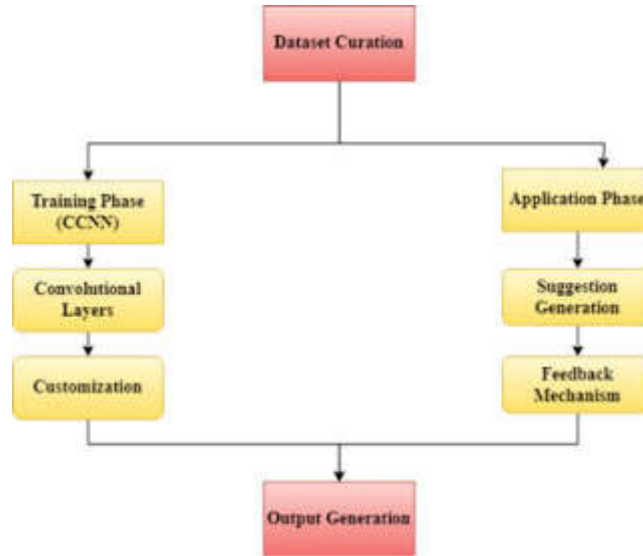 Dataset Curation
Training Phase
(CCNN)
Convolutional
Layers
Customization
Application Phase
Suggestion
Generation
Feedback
Mechanism
Output Generation